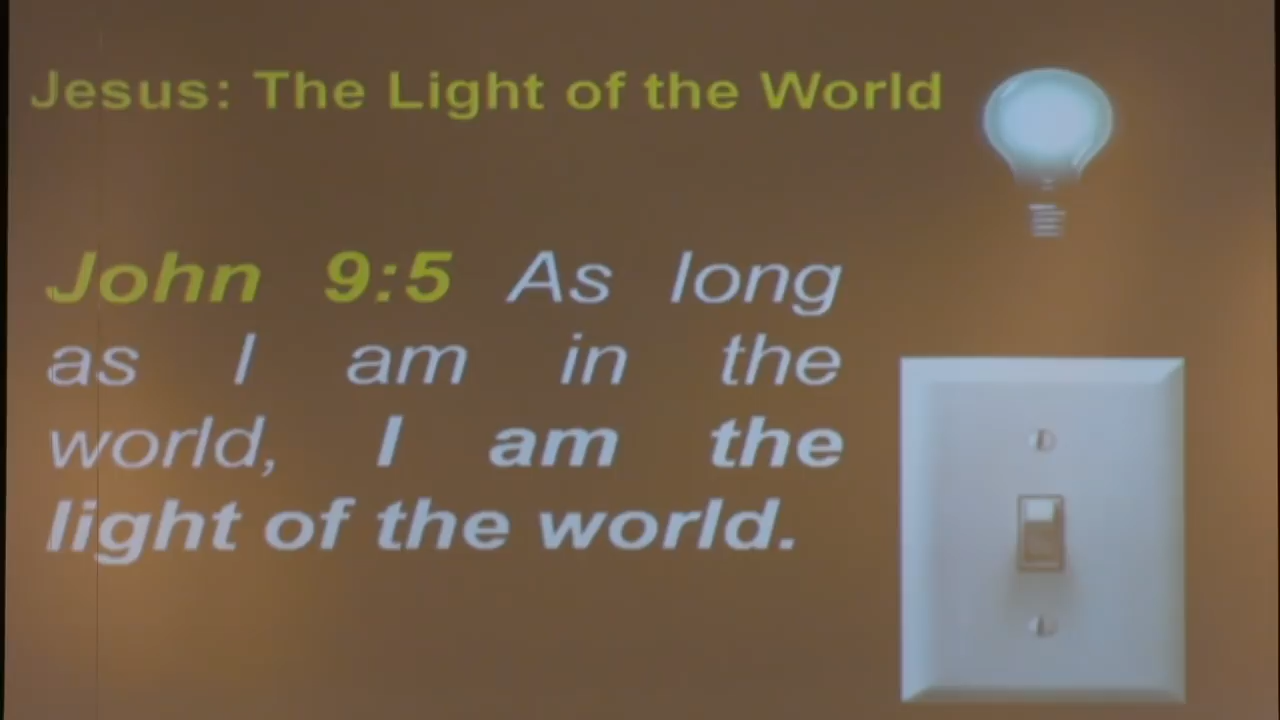 Jesus: The Light of the World
John 9:5 As long
as I am in the
world, I am the
light of the world.